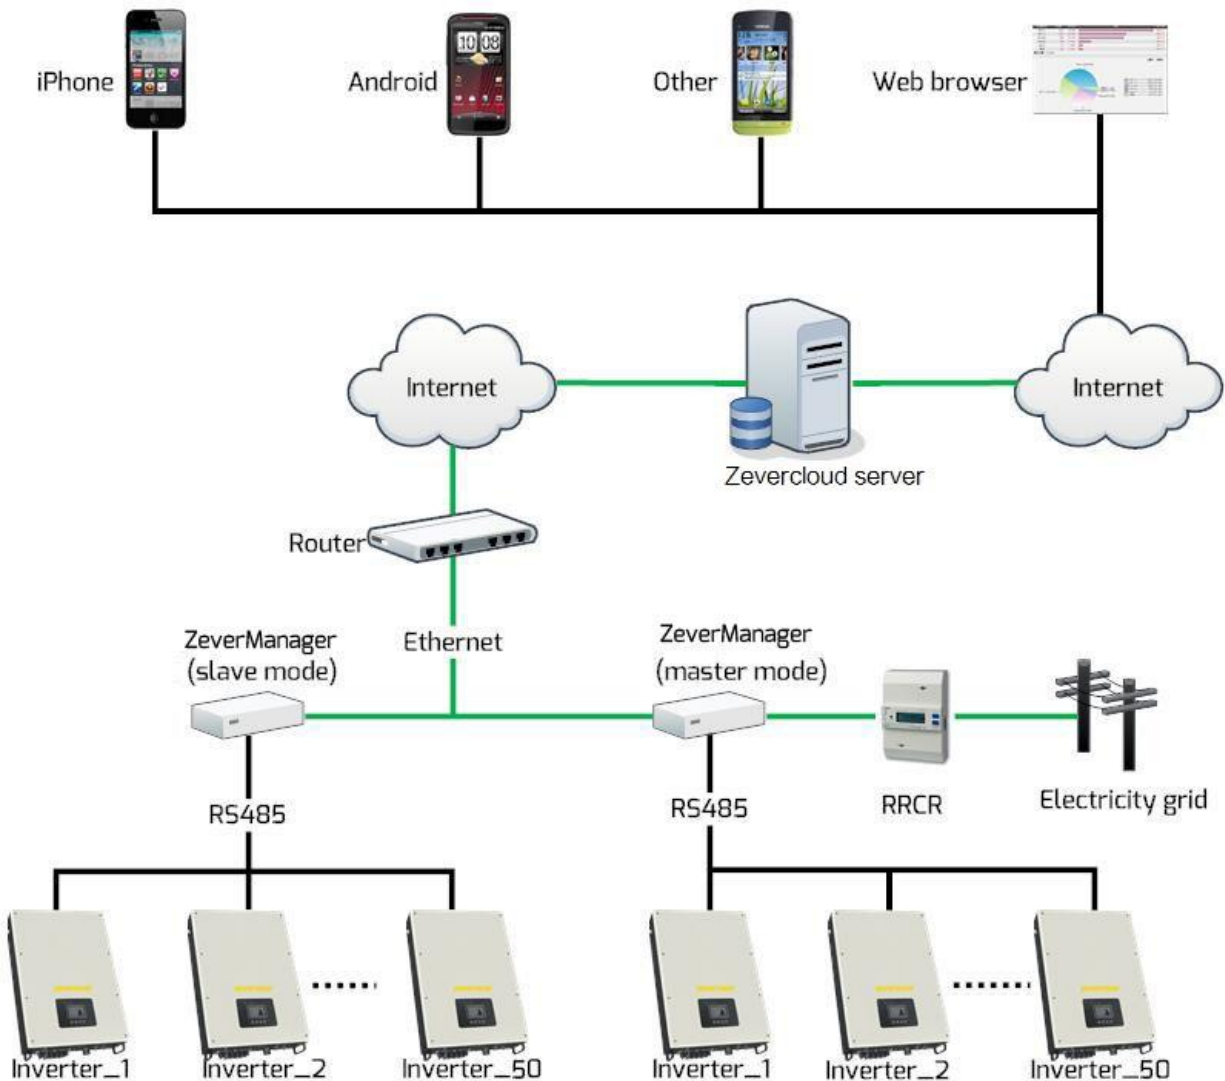 iPhone
Android
Other
Web browser
Internet
Internet
Zevercloud server
Router
ZeverManager
(slave mode)
Ethernet
ZeverManager
(master mode)
RS485
RS485
RRCR
Electricity grid
Inverter_1
Inverter_2
Inverter_50
Inverter_1
Inverter_2
Inverter_50